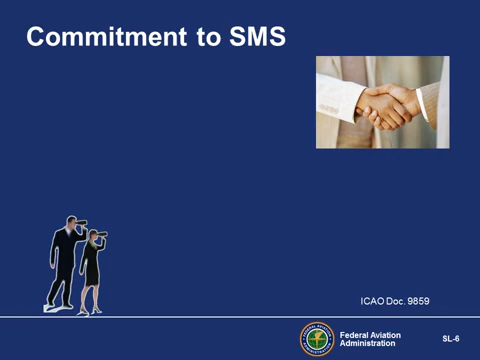 Commitment to SMS
ICAO Doc. 9859
Federal Aviation
Administration
SL-6